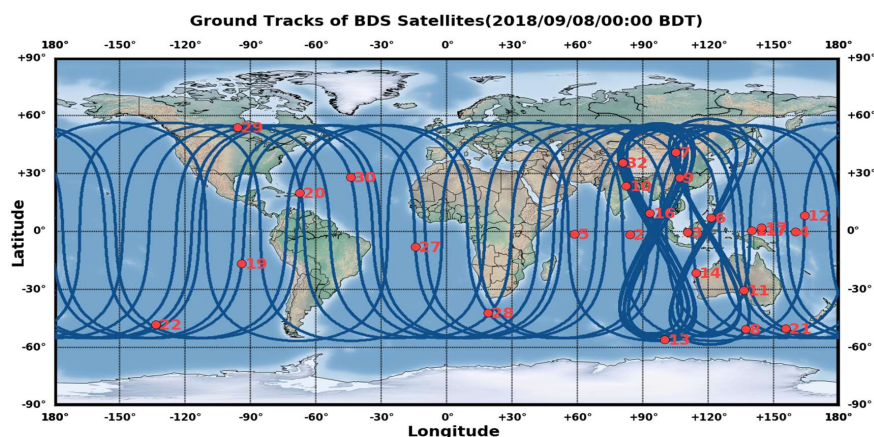 Ground Tracks of BDS Satellites(2018/09/08/00:00 BDT)
180° -150° -120° -90° -60° -30° 0° +30° +60° +90° +120° +150° 180°
+90° +90°
+60° +60°
29
7
32
+30° 30 9 +30°
20
16 12
6
Latitude
0° 5 2 3 4 0°
27
19 14
-30° 11 -30°
28
22 8 21
13
-60° -60°
-90° -90°
180° -150° -120° -90° -60° -30° 0° +30° +60° +90° +120° +150° 180°
Longitude